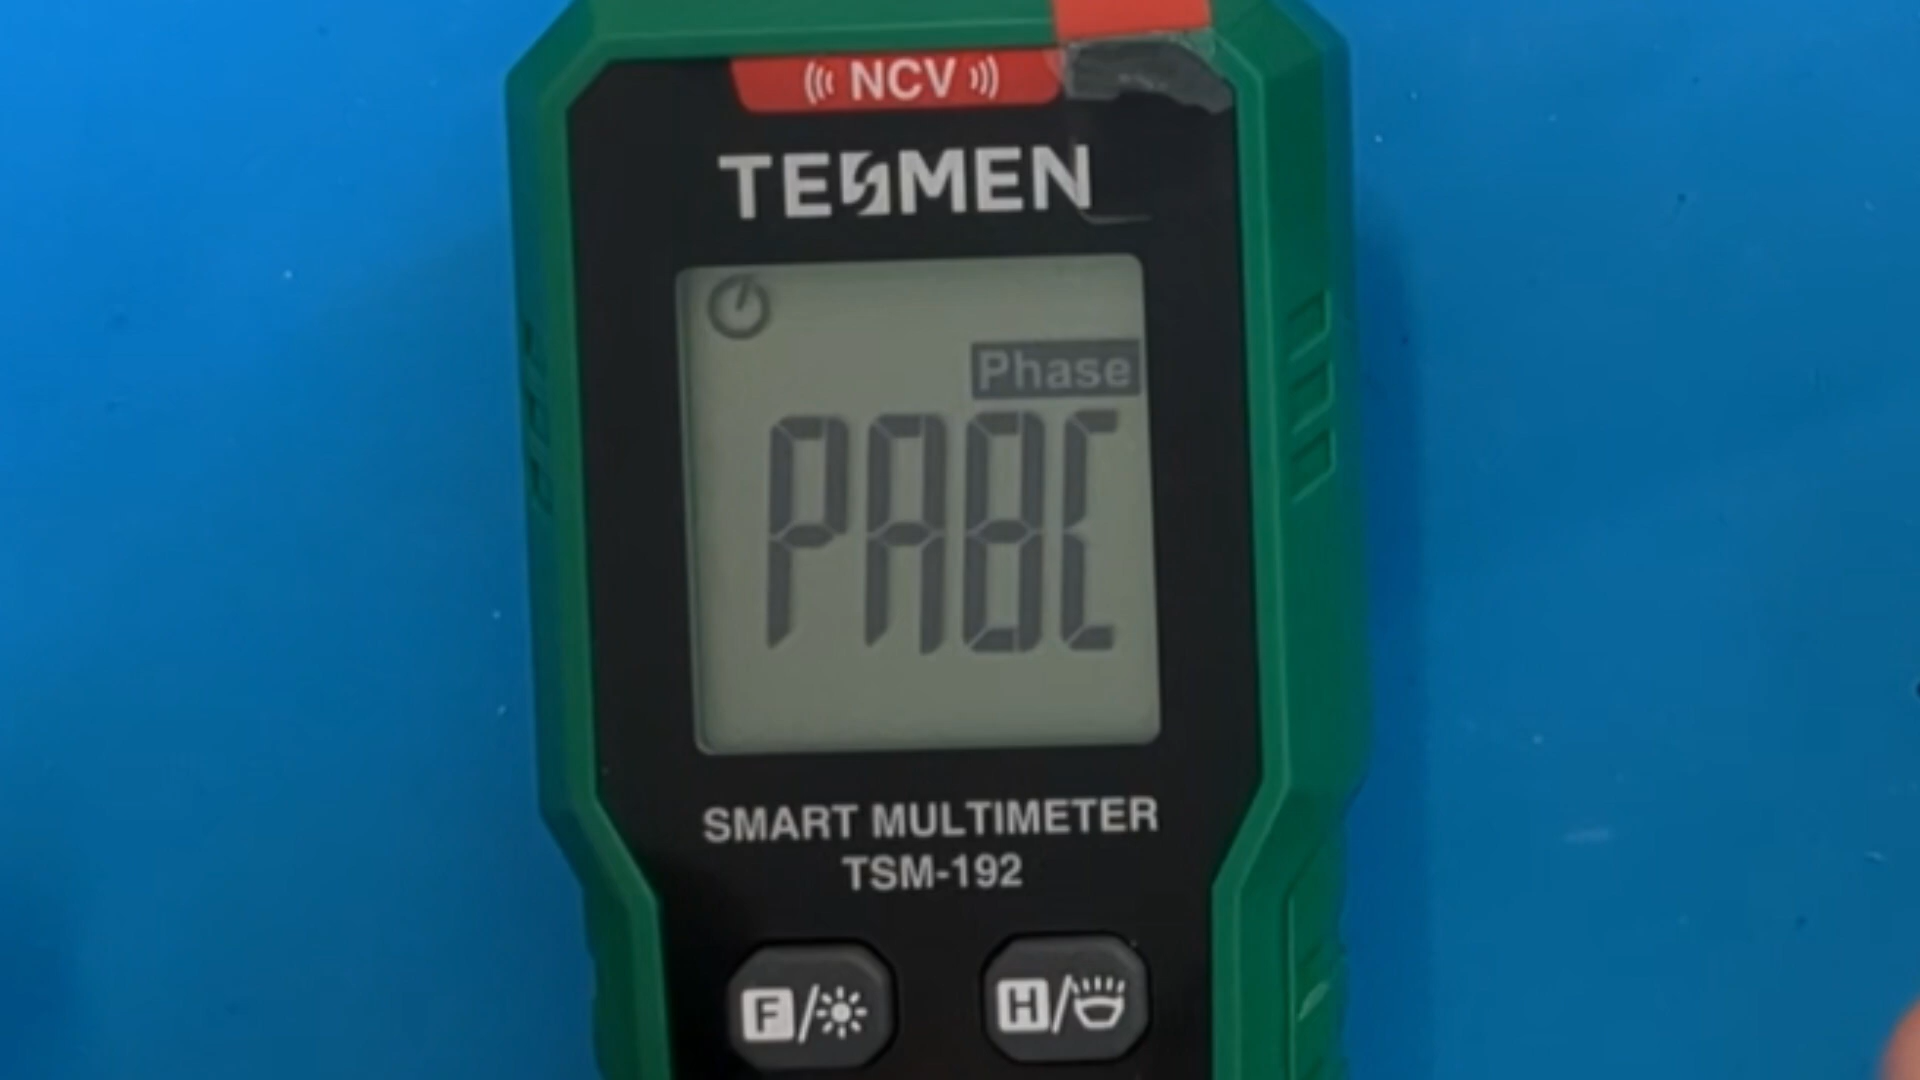 NCV
TESMEN
Phase
PABC
SMART MULTIMETER
TSM-192
F/
H/